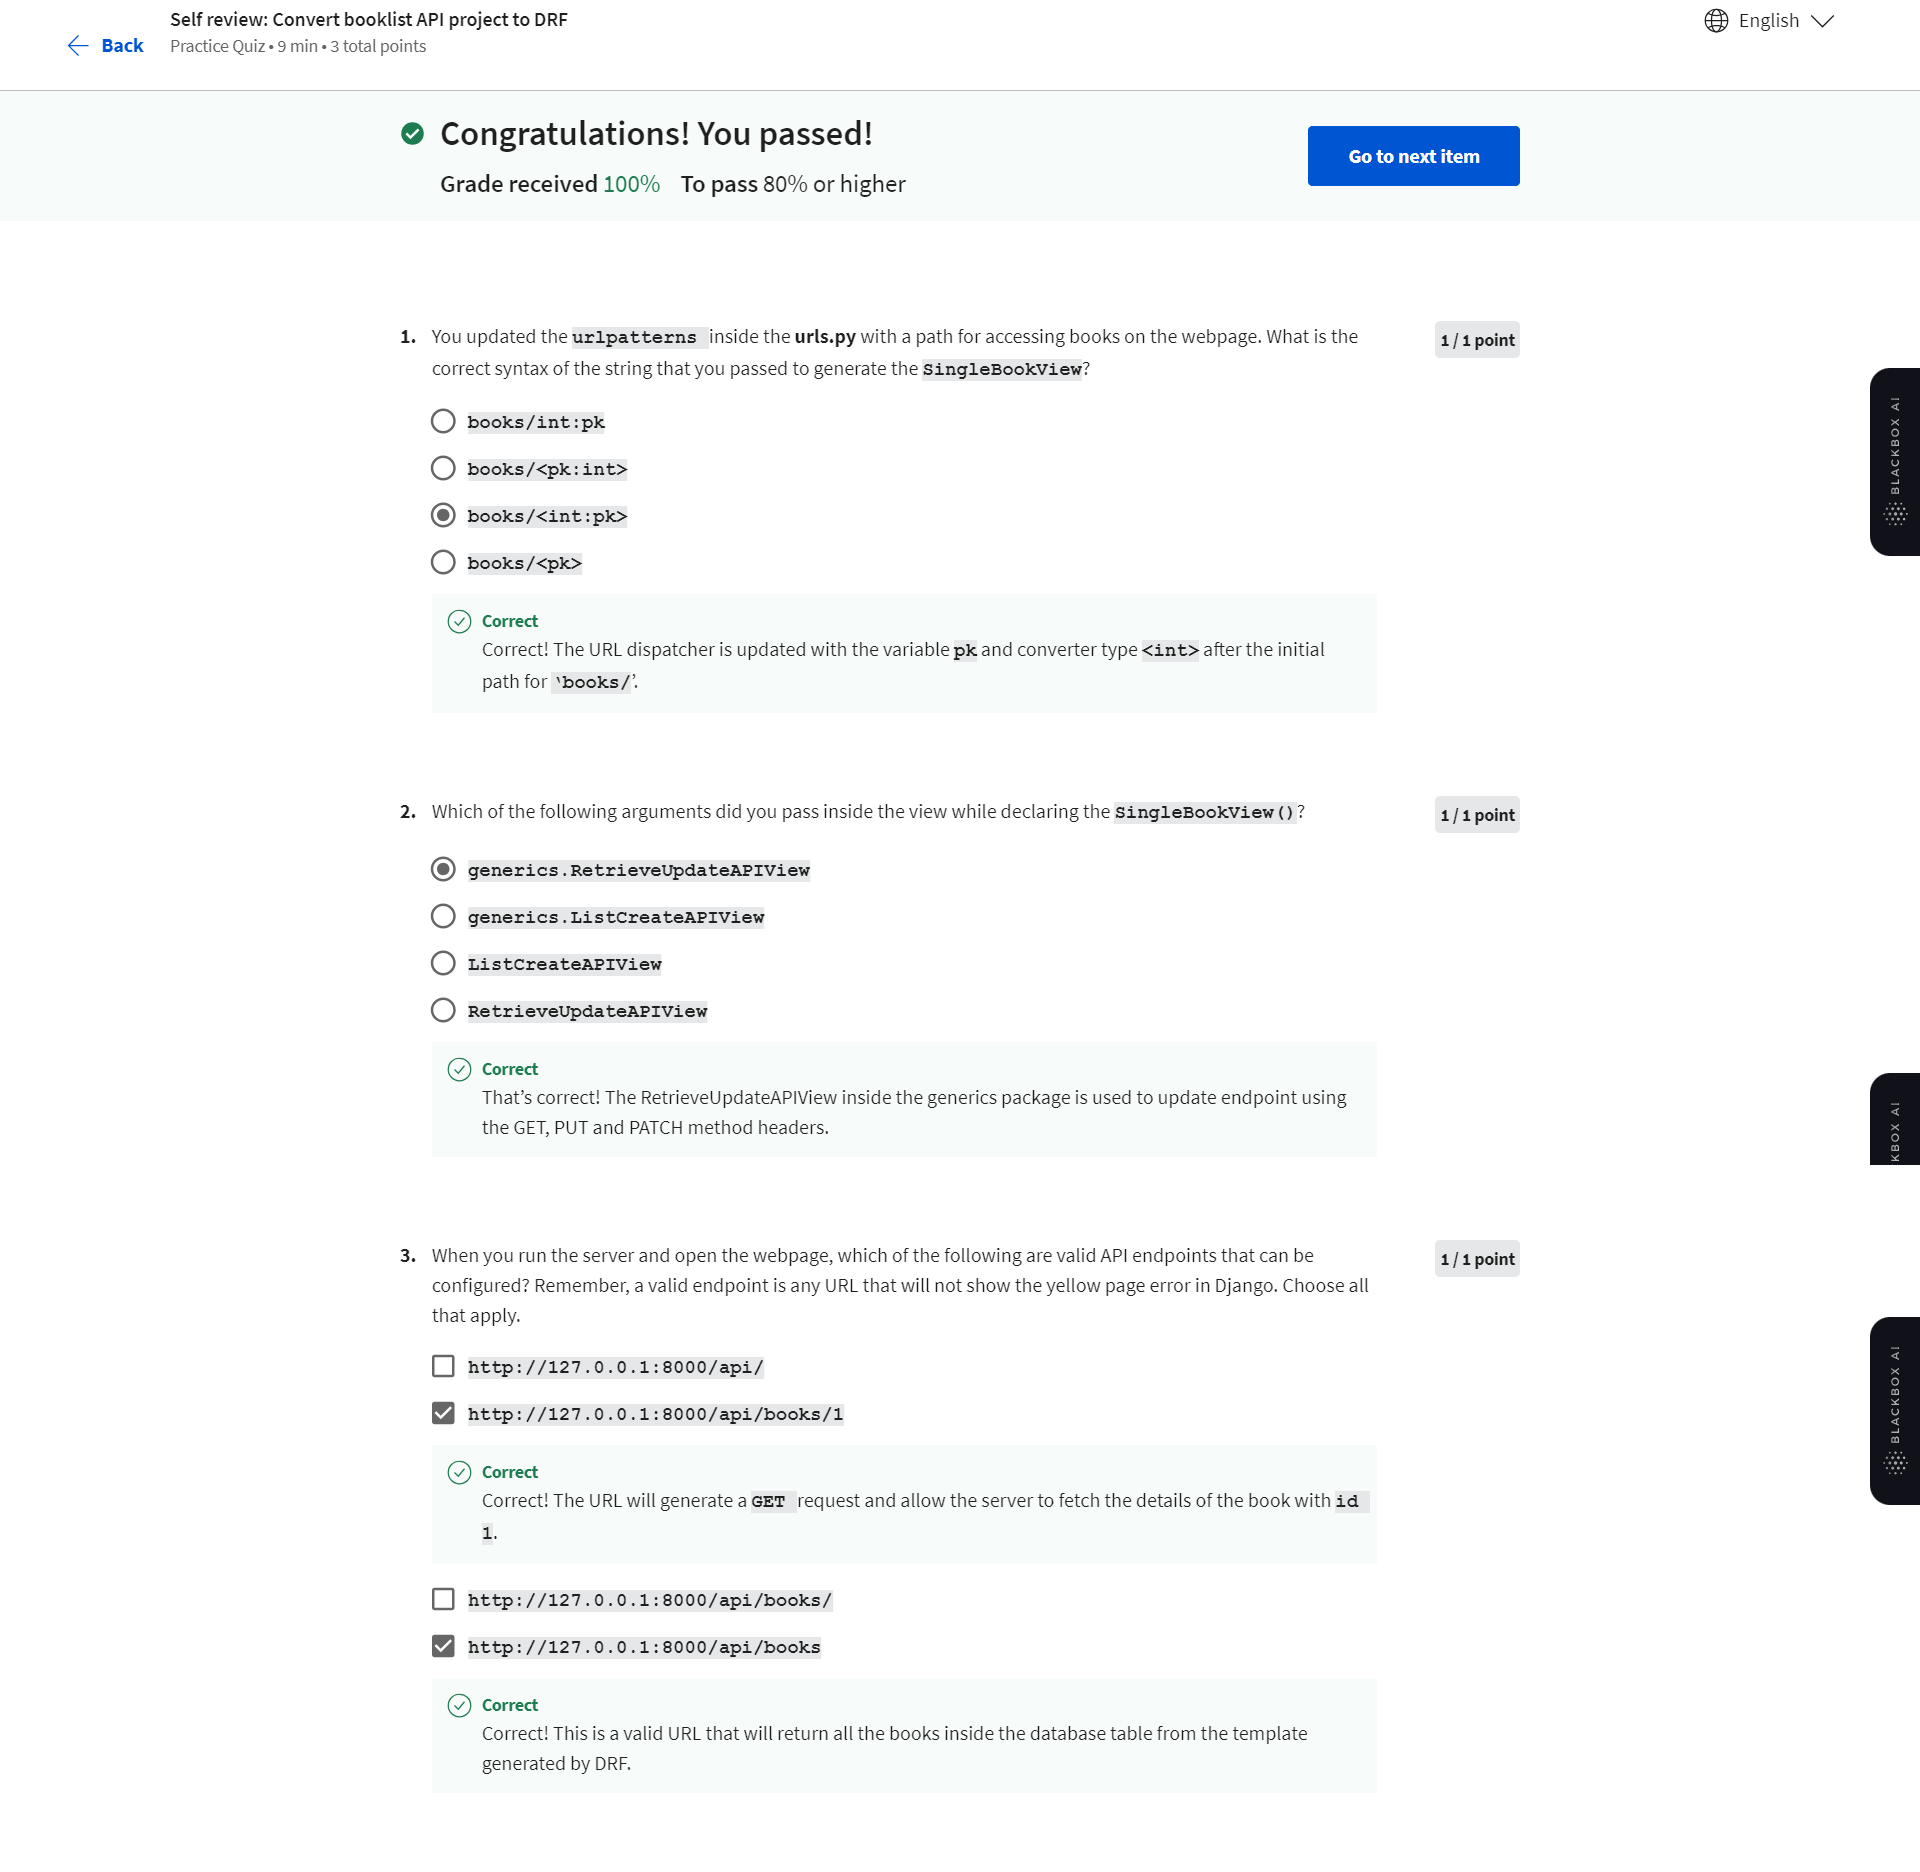 Self review: Convert booklist API project to DRF
Back
Practice Quiz • 9 min • 3 total points
English
Congratulations! You passed!
Grade received 100% To pass 80% or higher
Go to next item
1. You updated the urlpatterns inside the urls.py with a path for accessing books on the webpage. What is the
correct syntax of the string that you passed to generate the SingleBookView?
1 / 1 point
books/int:pk
books/<pk:int>
books/<int:pk>
books/<pk>
BLACKBOX AI
Correct
Correct! The URL dispatcher is updated with the variable pk and converter type <int> after the initial
path for ‘books/’.
2. Which of the following arguments did you pass inside the view while declaring the SingleBookView()?
1 / 1 point
generics.RetrieveUpdateAPIView
generics.ListCreateAPIView
ListCreateAPIView
RetrieveUpdateAPIView
Correct
That’s correct! The RetrieveUpdateAPIView inside the generics package is used to update endpoint using
the GET, PUT and PATCH method headers.
KBOX AI
3. When you run the server and open the webpage, which of the following are valid API endpoints that can be
configured? Remember, a valid endpoint is any URL that will not show the yellow page error in Django. Choose all
that apply.
1 / 1 point
http://127.0.0.1:8000/api/
http://127.0.0.1:8000/api/books/1
BLACKBOX AI
Correct
Correct! The URL will generate a GET request and allow the server to fetch the details of the book with id
1.
http://127.0.0.1:8000/api/books/
http://127.0.0.1:8000/api/books
Correct
Correct! This is a valid URL that will return all the books inside the database table from the template
generated by DRF.